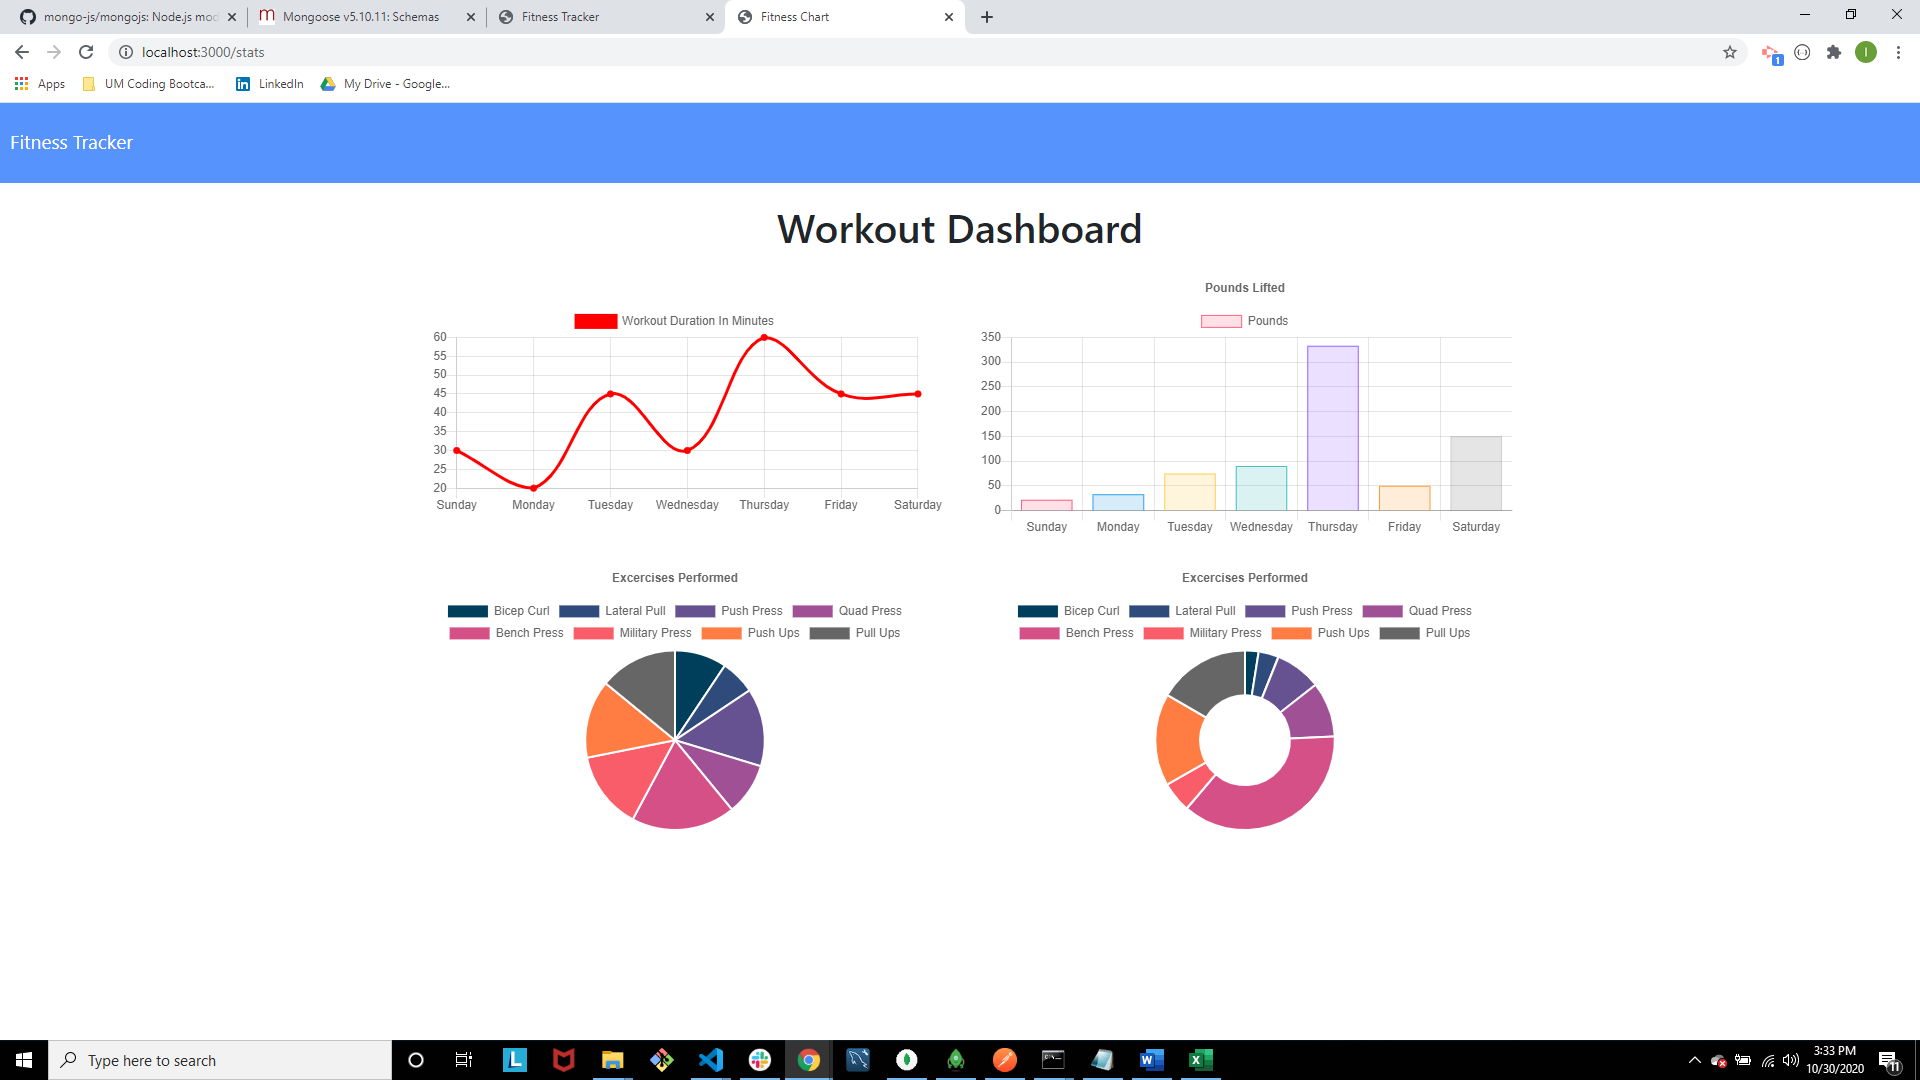 mongo-js/mongojs: Node.js mod
Mongoose v5.10.11: Schemas
Fitness Tracker
Fitness Chart
localhost:3000/stats
1
I
Apps
UM Coding Bootca...
LinkedIn
My Drive - Google...
Fitness Tracker
Workout Dashboard
Workout Duration In Minutes
60
55
50
45
40
35
30
25
20
Sunday Monday Tuesday Wednesday Thursday Friday Saturday
Pounds Lifted
Pounds
350
300
250
200
150
100
50
0
Sunday Monday Tuesday Wednesday Thursday Friday Saturday
Excercises Performed
Bicep Curl Lateral Pull Push Press Quad Press
Bench Press Military Press Push Ups Pull Ups
Excercises Performed
Bicep Curl Lateral Pull Push Press Quad Press
Bench Press Military Press Push Ups Pull Ups
Type here to search
3:33 PM
10/30/2020
11